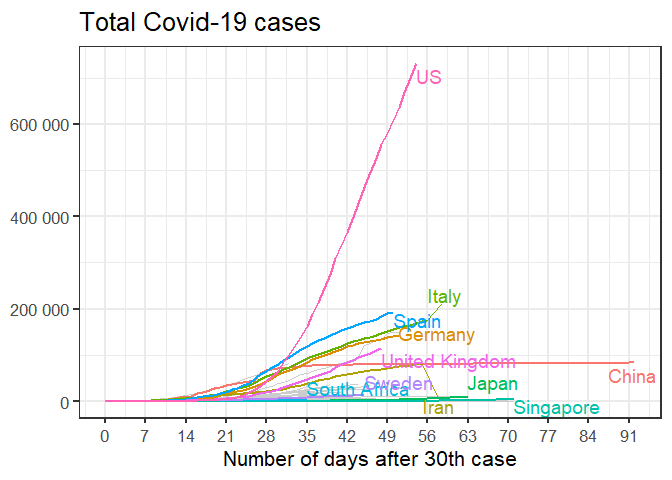 Total Covid-19 cases
US
600 000
400 000
Italy
200 000
Spain
Germany
United Kingdom
China
Sweden
Japan
South Africa
Iran
Singapore
0
0 7 14 21 28 35 42 49 56 63 70 77 84 91
Number of days after 30th case